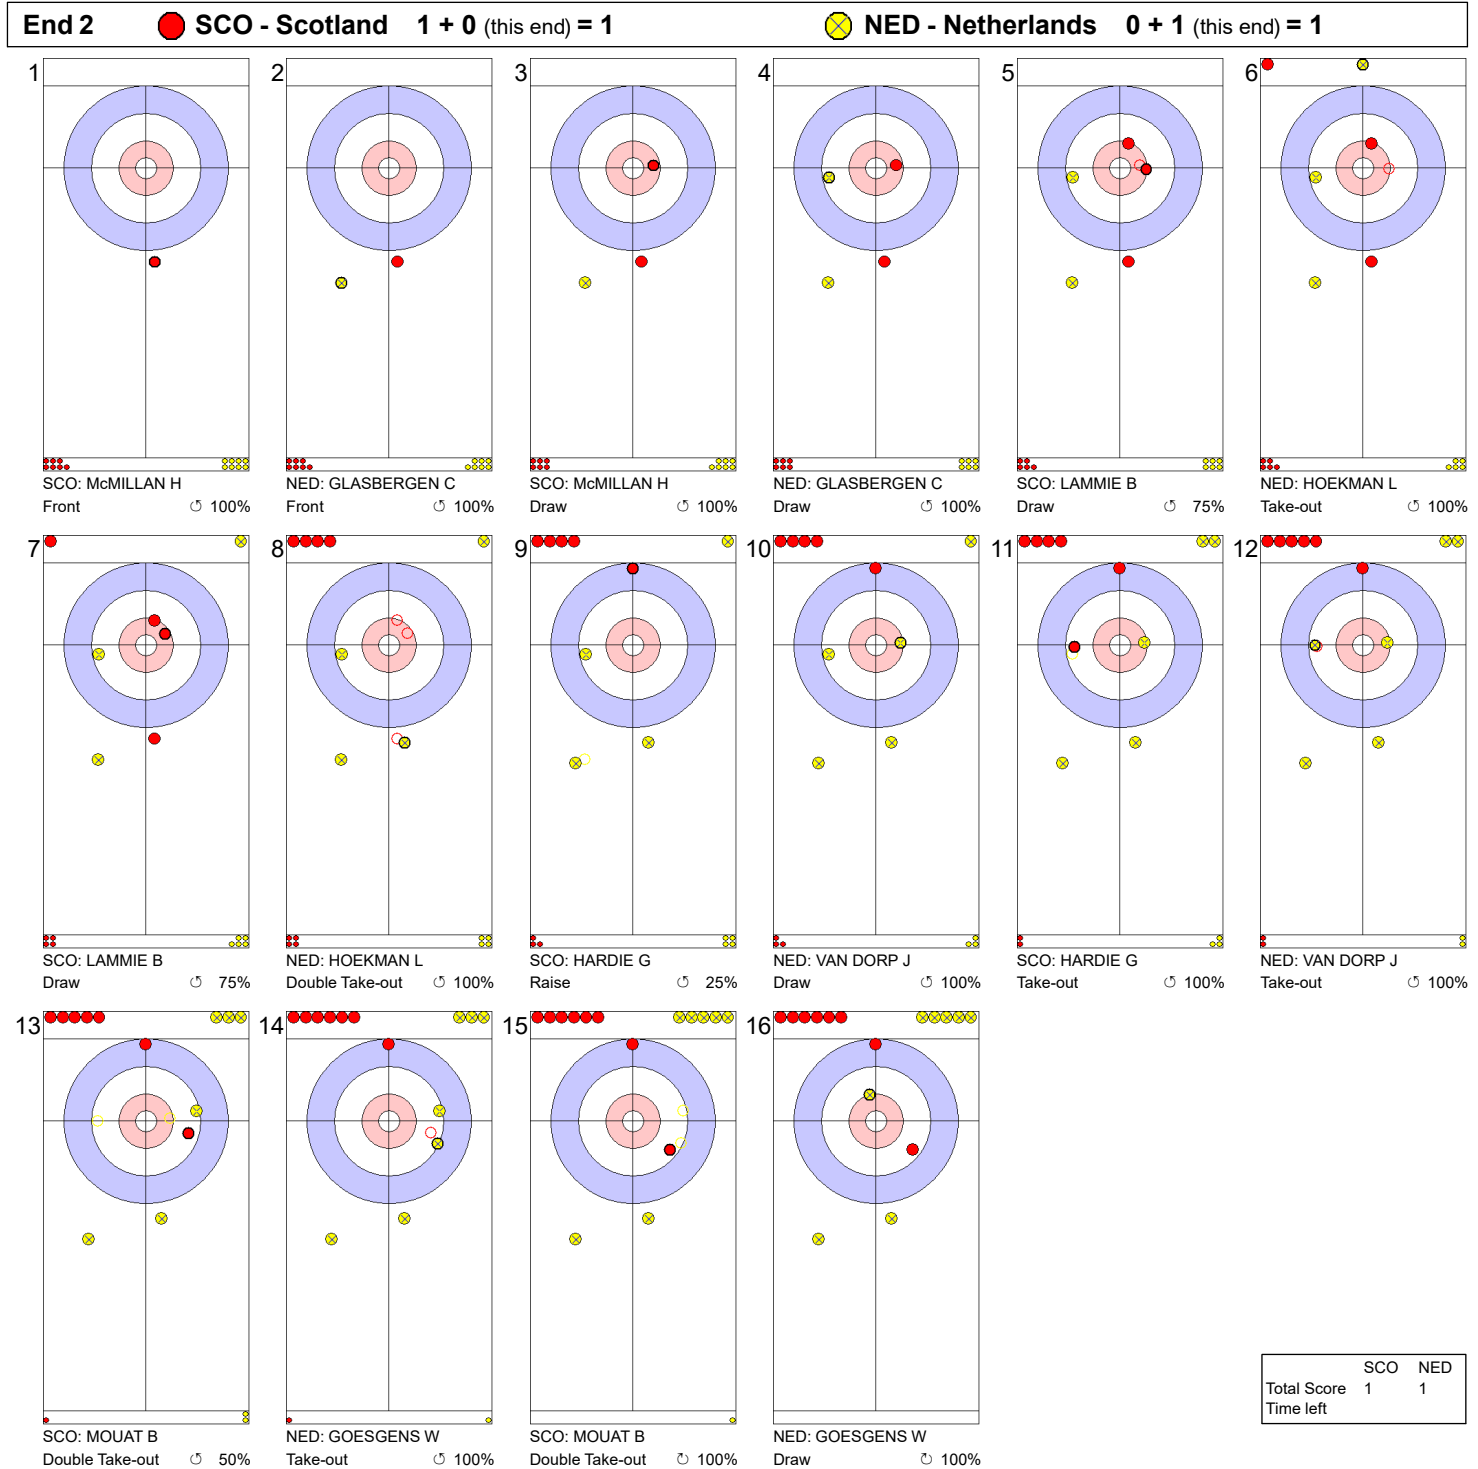 End 2 SCO - Scotland 1 + 0 (this end) = 1 NED - Netherlands 0 + 1 (this end) = 1
1 2 3 4 5 6
SCO: McMILLAN H NED: GLASBERGEN C SCO: McMILLAN H NED: GLASBERGEN C SCO: LAMMIE B NED: HOEKMAN L
Front ↺ 100% Front ↺ 100% Draw ↺ 100% Draw ↺ 100% Draw ↺ 75% Take-out ↺ 100%
7 8 9 10 11 12
SCO: LAMMIE B NED: HOEKMAN L SCO: HARDIE G NED: VAN DORP J SCO: HARDIE G NED: VAN DORP J
Draw ↺ 75% Double Take-out ↺ 100% Raise ↺ 25% Draw ↺ 100% Take-out ↺ 100% Take-out ↺ 100%
13 14 15 16
SCO: MOUAT B NED: GOESGENS W SCO: MOUAT B NED: GOESGENS W
Double Take-out ↺ 50% Take-out ↺ 100% Double Take-out ↻ 100% Draw ↻ 100%
SCO NED
Total Score 1 1
Time left